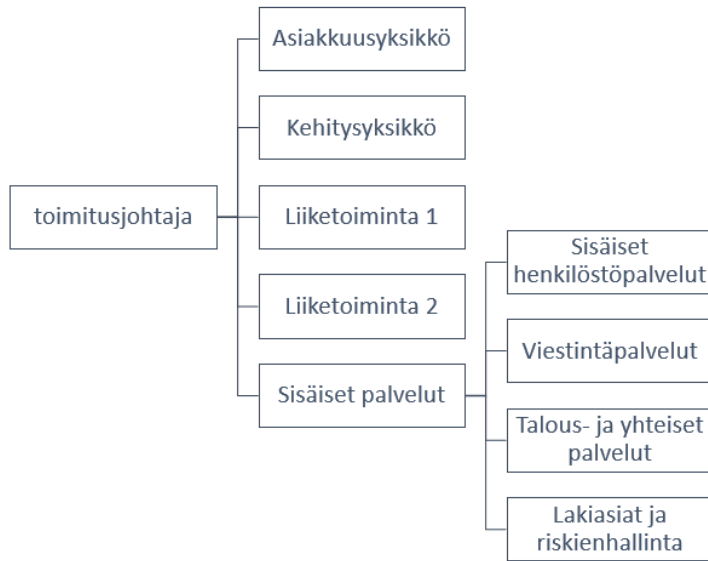 Asiakkuusyksikkö
Kehitysyksikkö
toimitusjohtaja
Liiketoiminta 1
Liiketoiminta 2
Sisäiset palvelut
Sisäiset
henkilöstöpalvelut
Viestintäpalvelut
Talous- ja yhteiset
palvelut
Lakiasiat ja
riskienhallinta